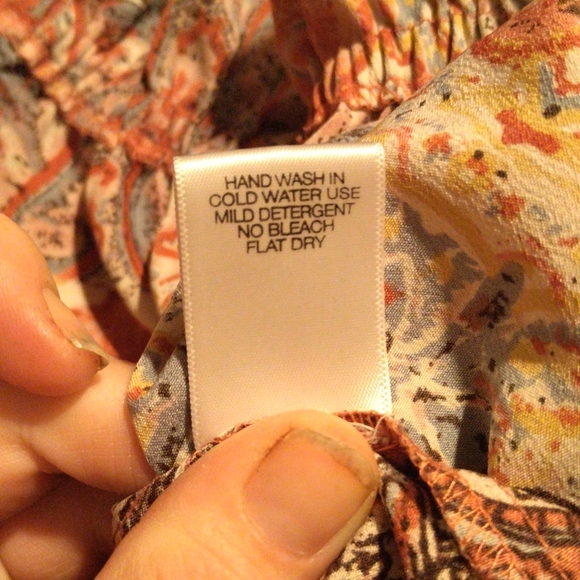 HAND WASH IN
COLD WATER USE
MILD DETERGENT
NO BLEACH
FLAT DRY